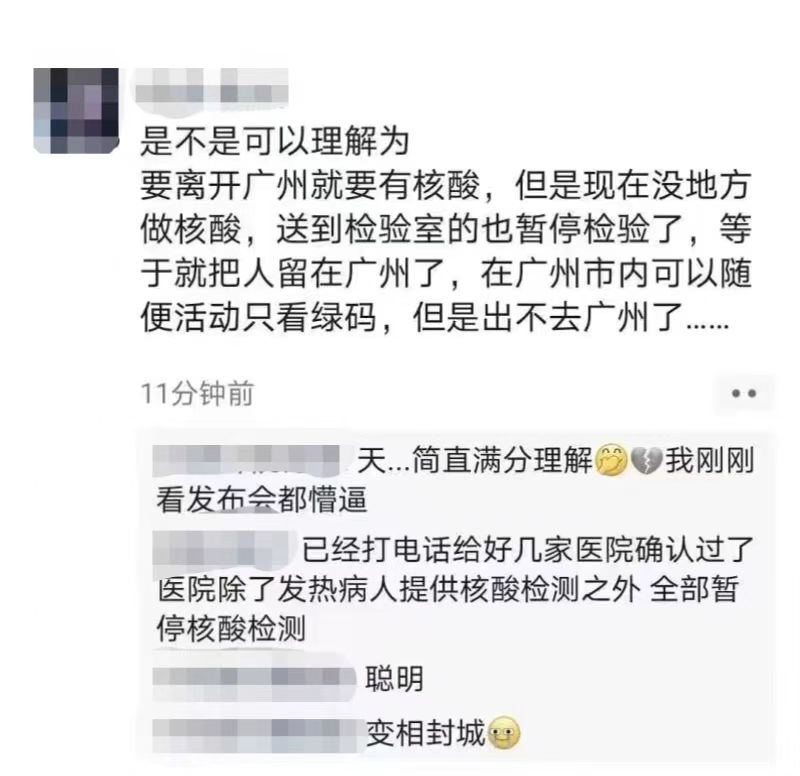 是不是可以理解为
要离开广州就要有核酸，但是现在没地方
做核酸，送到检验室的也暂停检验了，等
于就把人留在广州了，在广州市内可以随
便活动只看绿码，但是出不去广州了……
11分钟前
天...简直满分理解🤭💔我刚刚
看发布会都懵逼
已经打电话给好几家医院确认过了
医院除了发热病人提供核酸检测之外 全部暂
停核酸检测
聪明
变相封城